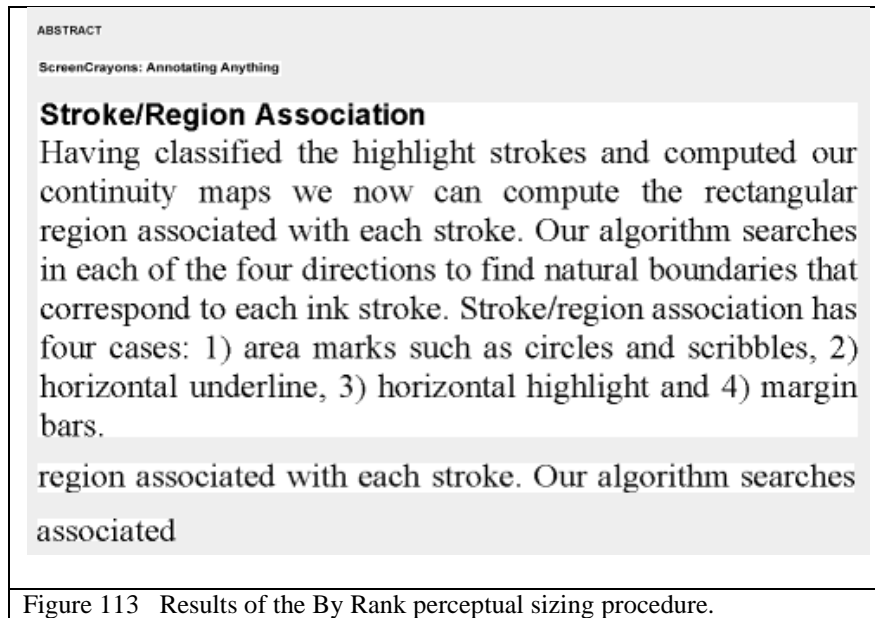 ABSTRACT
ScreenCrayons: Annotating Anything
Stroke/Region Association
Having classified the highlight strokes and computed our
continuity maps we now can compute the rectangular
region associated with each stroke. Our algorithm searches
in each of the four directions to find natural boundaries that
correspond to each ink stroke. Stroke/region association has
four cases: 1) area marks such as circles and scribbles, 2)
horizontal underline, 3) horizontal highlight and 4) margin
bars.
region associated with each stroke. Our algorithm searches
associated
Figure 113   Results of the By Rank perceptual sizing procedure.